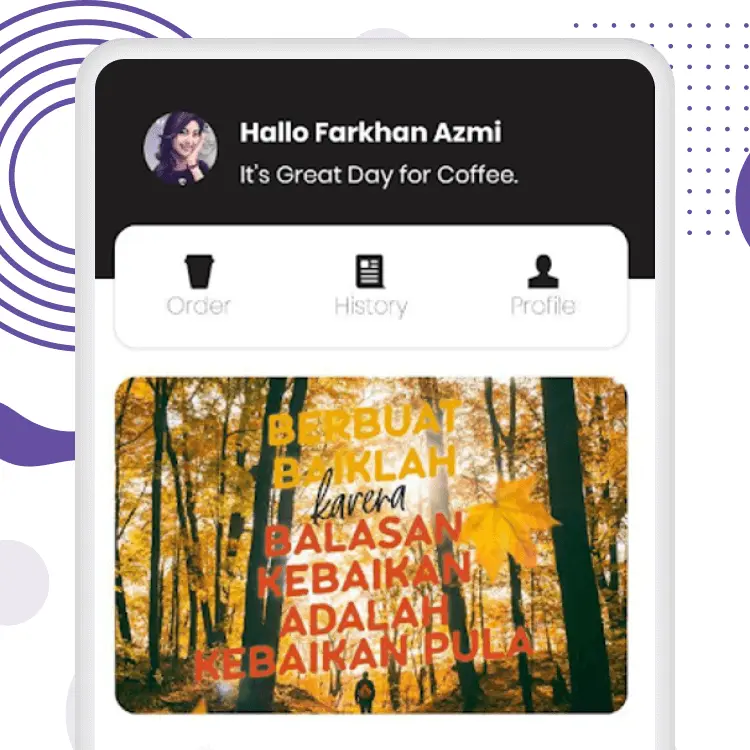 Hallo Farkhan Azmi
It's Great Day for Coffee.
Order History Profile
BERBUAT
BAIKLAH
karena
BALASAN
KEBAIKAN
ADALAH
KEBAIKAN PULA